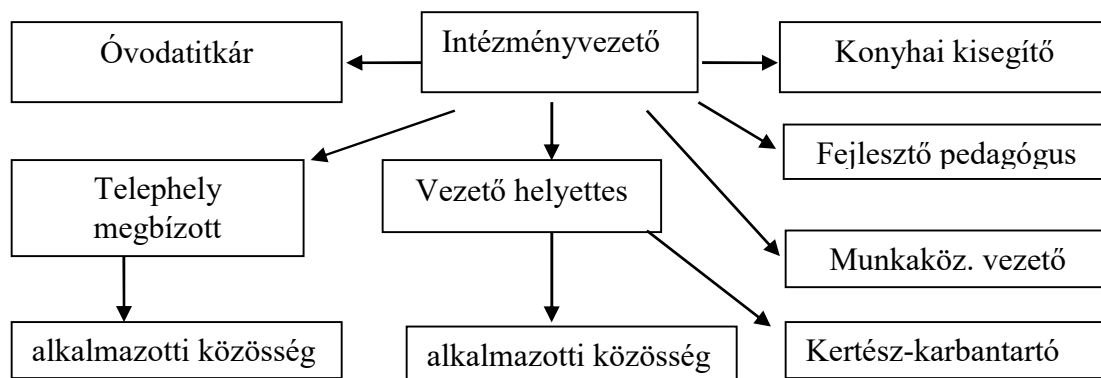 Óvodatitkár
Intézményvezető
Konyhai kisegítő
Fejlesztő pedagógus
Telephely
megbízott
Vezető helyettes
Munkaköz. vezető
alkalmazotti közösség
alkalmazotti közösség
Kertész-karbantartó